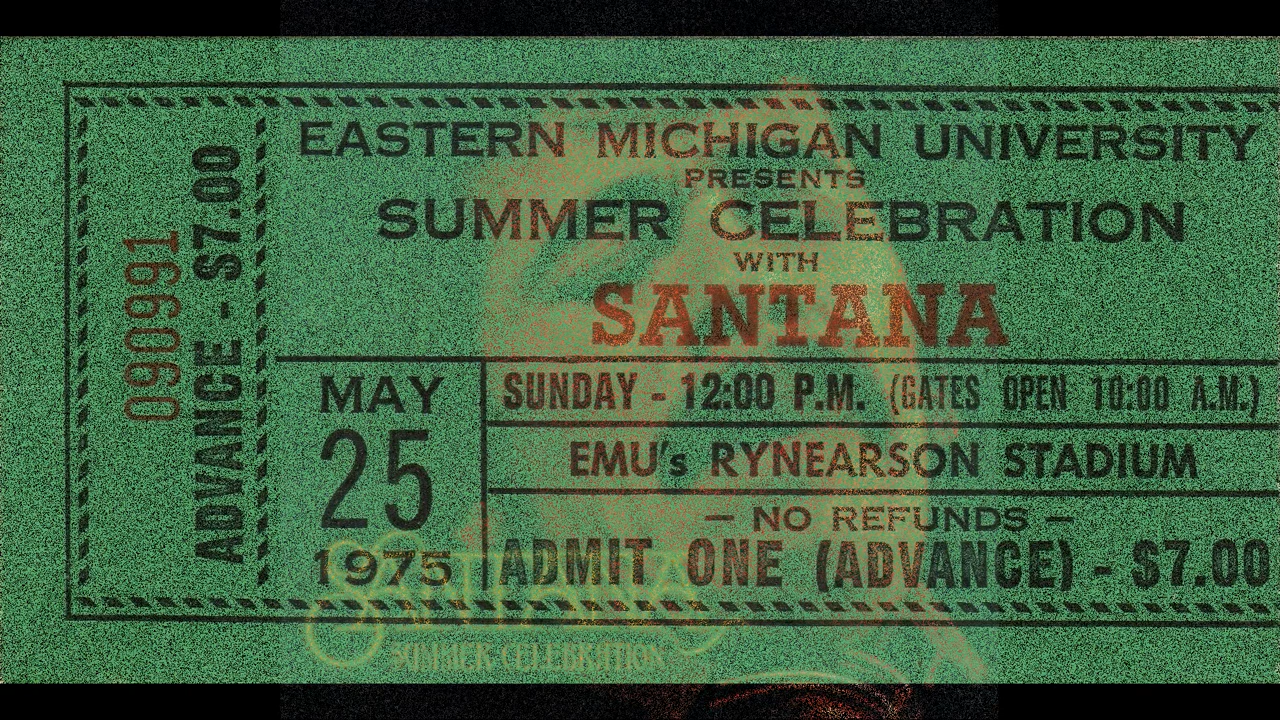 090991
ADVANCE - $7.00
EASTERN MICHIGAN UNIVERSITY
PRESENTS
SUMMER CELEBRATION
WITH
SANTANA
MAY
25
1975
SUNDAY - 12:00 P.M. (GATES OPEN 10:00 A.M.)
EMU's RYNEARSON STADIUM
— NO REFUNDS —
ADMIT ONE (ADVANCE) - $7.00
SANTANA
SUMMER CELEBRATION